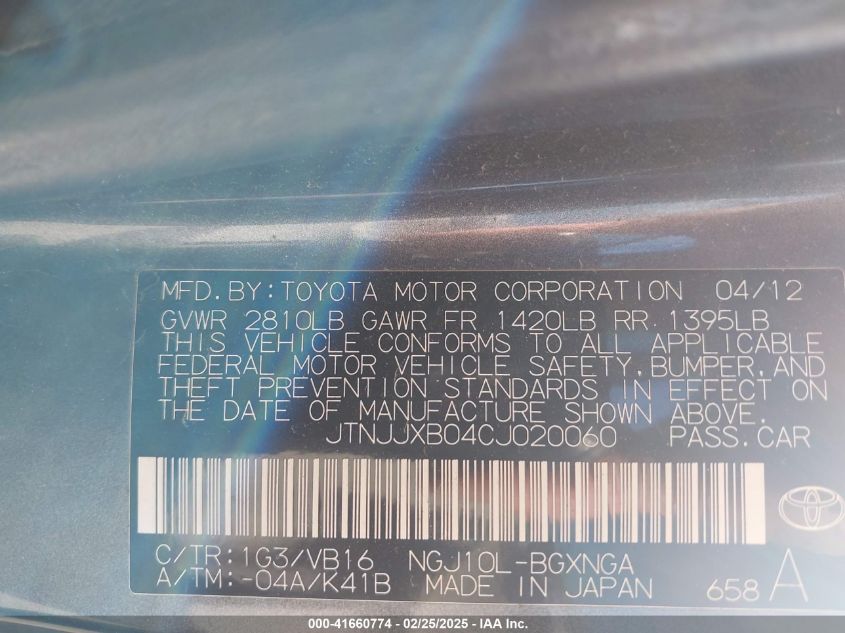 MFD. BY: TOYOTA MOTOR CORPORATION 04/12
GVWR 2810LB GAWR FR 1420LB RR 1395LB
THIS VEHICLE CONFORMS TO ALL APPLICABLE
FEDERAL MOTOR VEHICLE SAFETY, BUMPER, AND
THEFT PREVENTION STANDARDS IN EFFECT ON
THE DATE OF MANUFACTURE SHOWN ABOVE.
JTNJJXB04CJ020060 PASS. CAR
C/TR: 1G3/VB16 NGJ10L-BGXNGA
A/TM: -04A/K41B MADE IN JAPAN 658 A
000-41660774 - 02/25/2025 - IAA Inc.